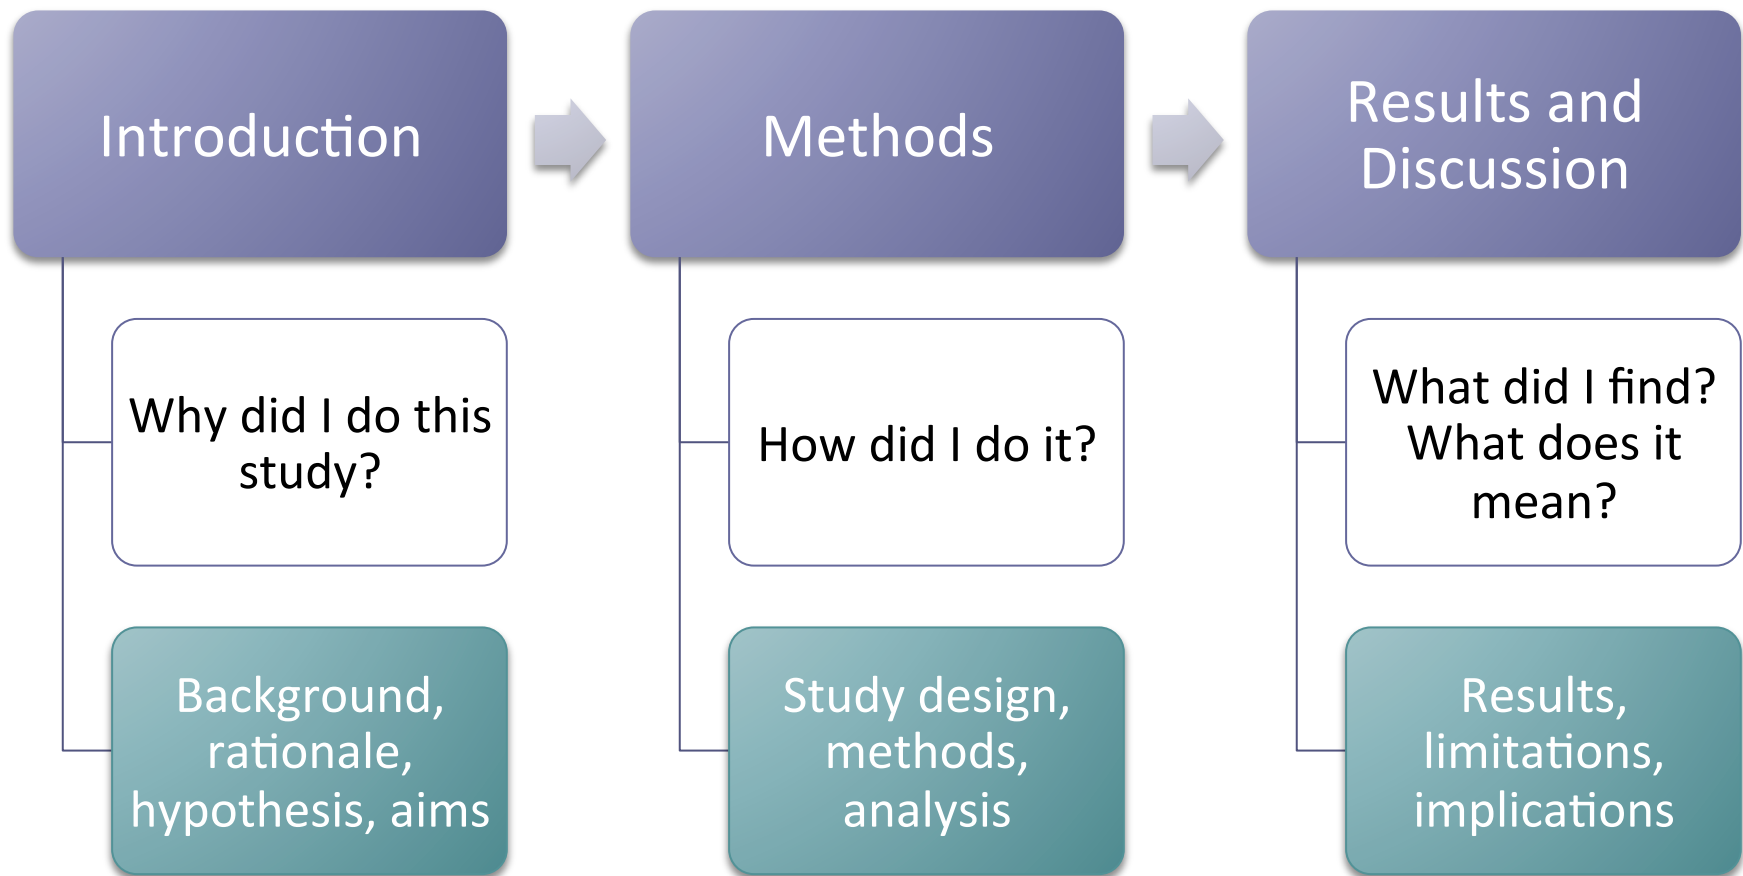 Introduction
Why did I do this
study?
Background,
rationale,
hypothesis, aims
Methods
How did I do it?
Study design,
methods,
analysis
Results and
Discussion
What did I find?
What does it
mean?
Results,
limitations,
implications